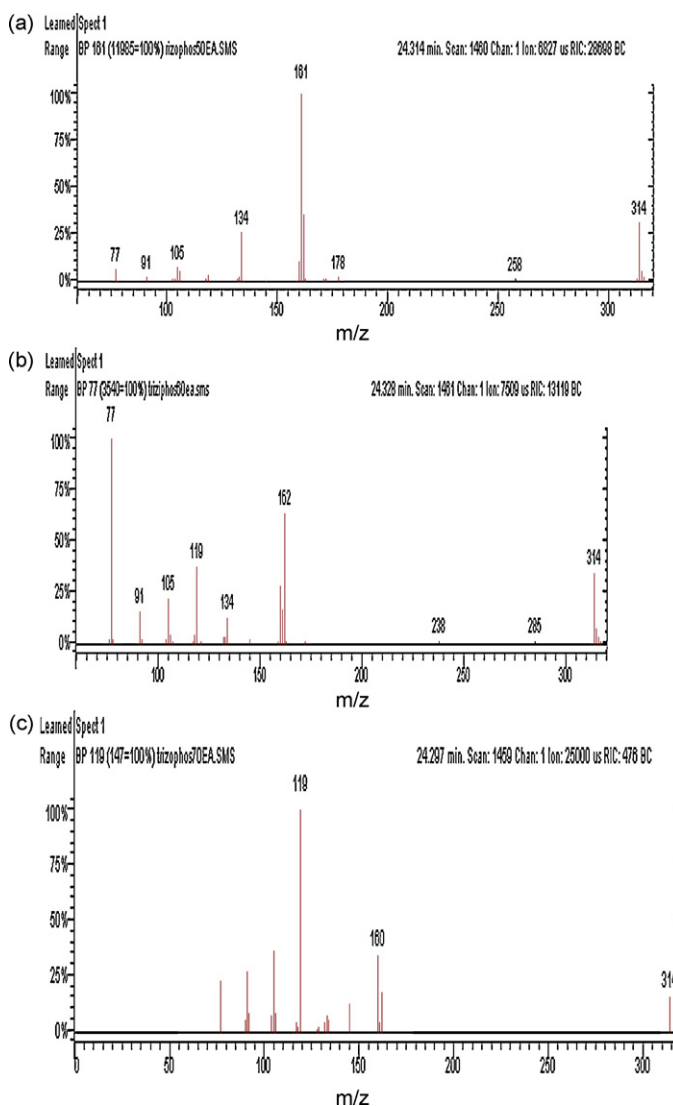 (a)
Learned Spect 1
Range BP 161 (11985=100%) rizophos50EA.SMS 24.314 min. Scan: 1460 Chan: 1 Ion: 6827 us RIC: 28698 BC
100%
75%
50%
25%
0%
161
134
77
91
105
178
258
314
100 150 200 250 300
m/z
(b)
Learned Spect 1
Range BP 77 (3540=100%) triziphos60ea.sms 24.328 min. Scan: 1461 Chan: 1 Ion: 7509 us RIC: 13119 BC
100%
75%
50%
25%
0%
77
162
119
105
91
134
238
285
314
100 150 200 250 300
m/z
(c)
Learned Spect 1
Range BP 119 (147=100%) trizophos70EA.SMS 24.297 min. Scan: 1459 Chan: 1 Ion: 25000 us RIC: 478 BC
100%
75%
50%
25%
0%
119
160
314
0 50 100 150 200 250 300
m/z